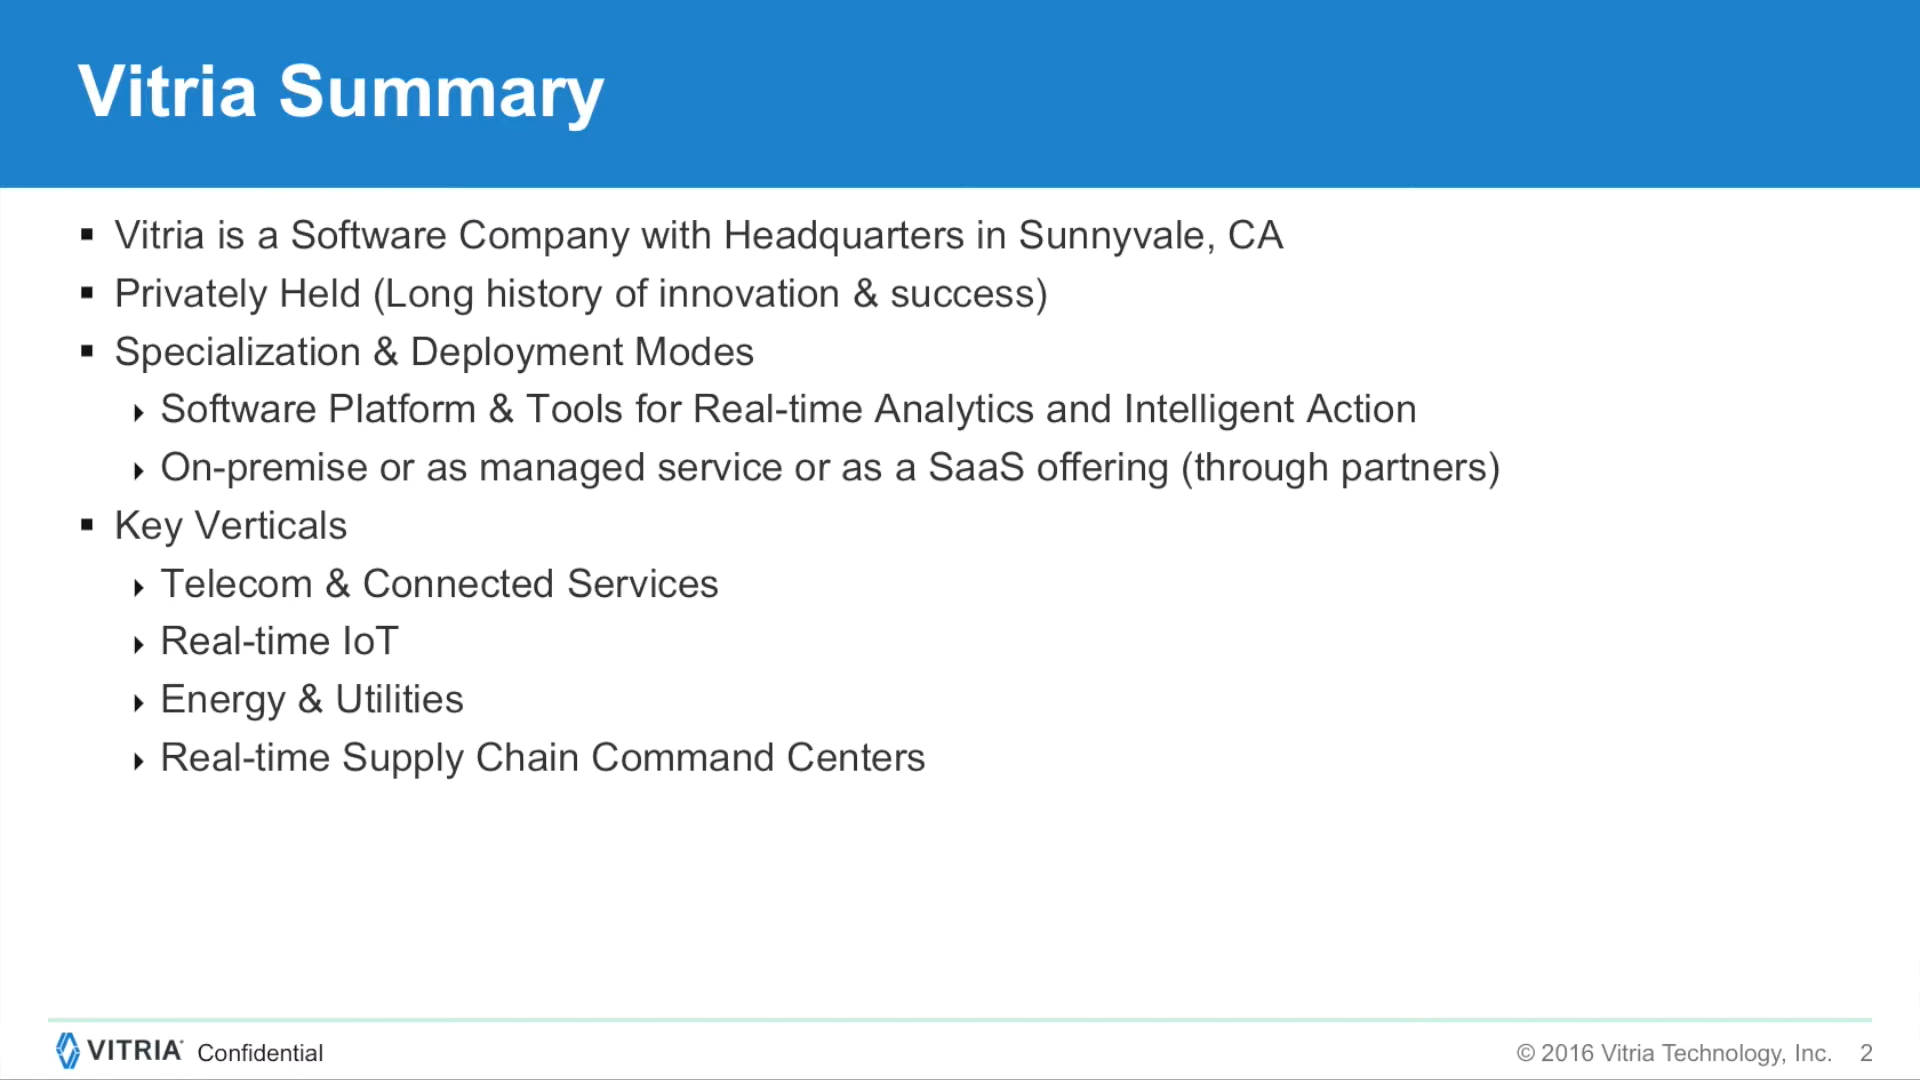 Vitria Summary
▪ Vitria is a Software Company with Headquarters in Sunnyvale, CA
▪ Privately Held (Long history of innovation & success)
▪ Specialization & Deployment Modes
‣ Software Platform & Tools for Real-time Analytics and Intelligent Action
‣ On-premise or as managed service or as a SaaS offering (through partners)
▪ Key Verticals
‣ Telecom & Connected Services
‣ Real-time IoT
‣ Energy & Utilities
‣ Real-time Supply Chain Command Centers
VITRIA Confidential
© 2016 Vitria Technology, Inc. 2